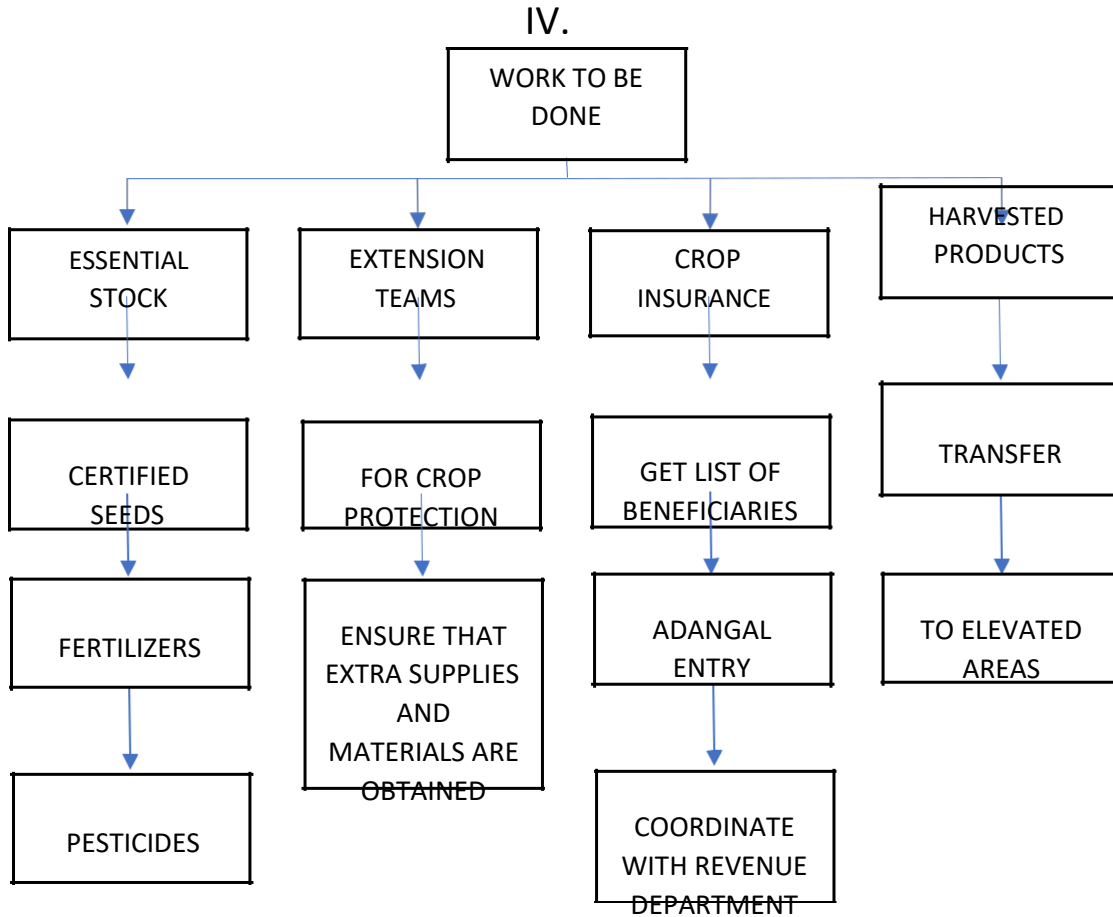 IV.
WORK TO BE
DONE
ESSENTIAL
STOCK
EXTENSION
TEAMS
CROP
INSURANCE
HARVESTED
PRODUCTS
CERTIFIED
SEEDS
FOR CROP
PROTECTION
GET LIST OF
BENEFICIARIES
TRANSFER
FERTILIZERS
ENSURE THAT
EXTRA SUPPLIES
AND
MATERIALS ARE
OBTAINED
ADANGAL
ENTRY
TO ELEVATED
AREAS
PESTICIDES
COORDINATE
WITH REVENUE
DEPARTMENT